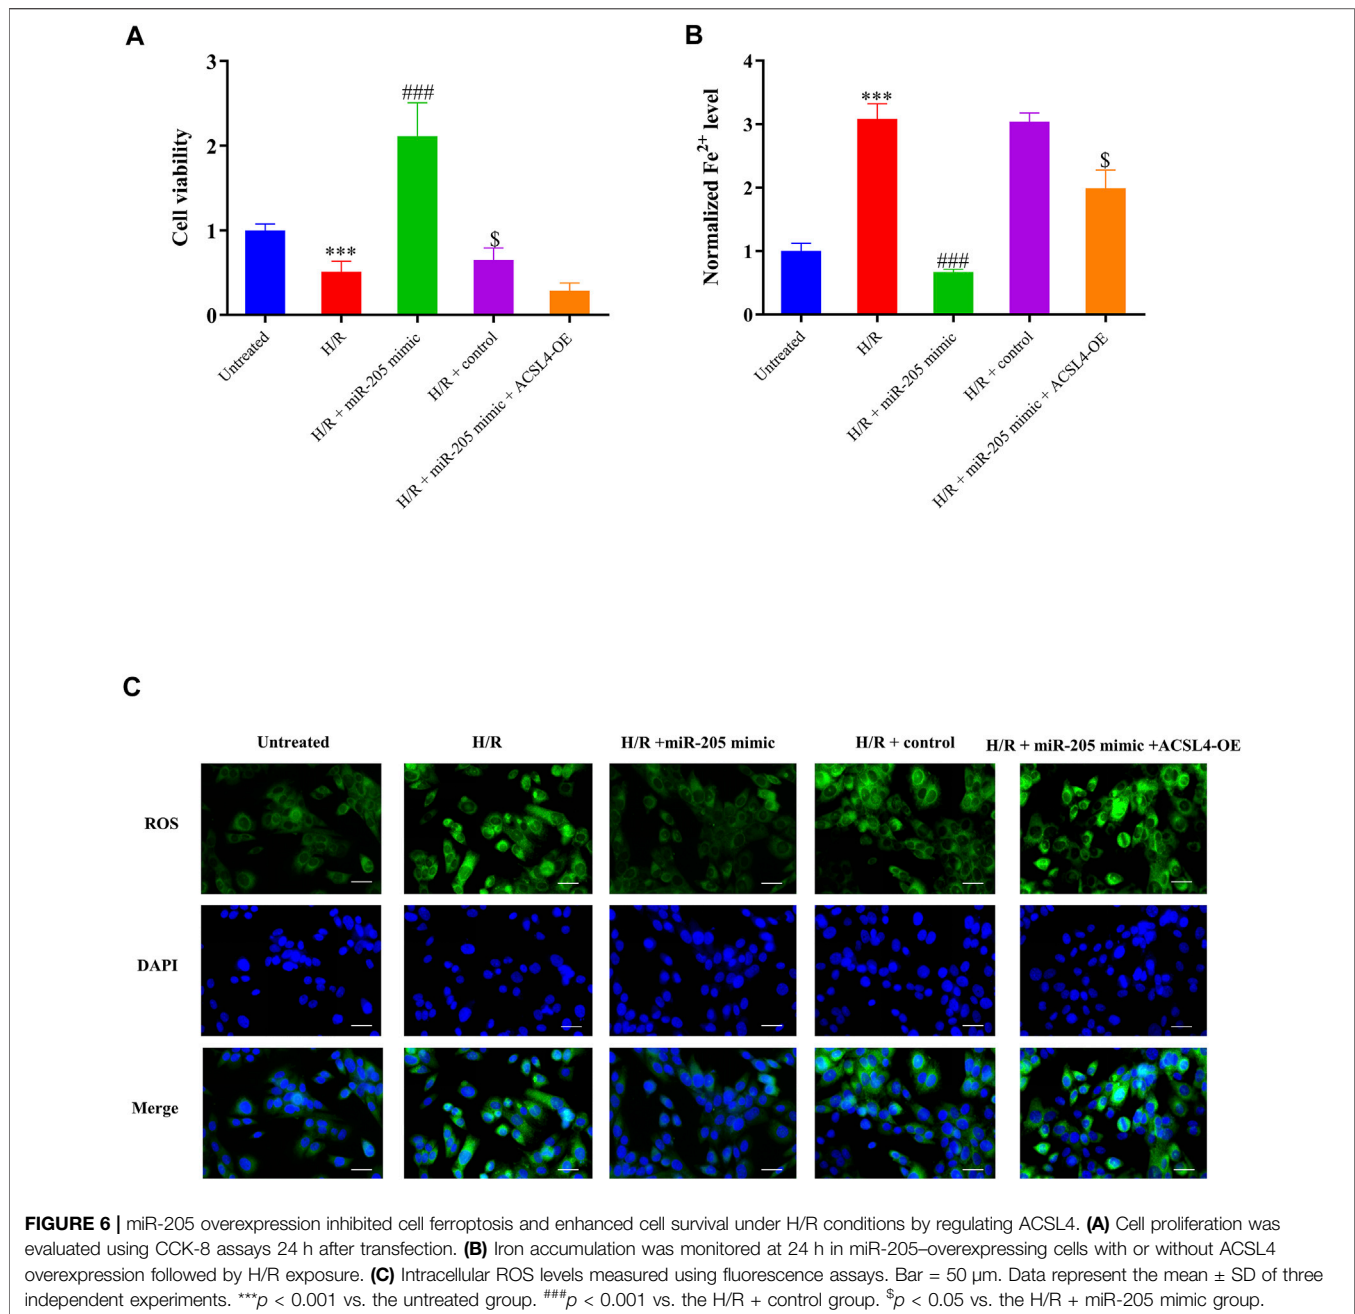 A
B
3
2
1
0
Cell viability
***
###
$
Untreated
H/R
H/R + miR-205 mimic
H/R + control
H/R + miR-205 mimic + ACSL4-OE
4
3
2
1
0
Normalized Fe2+ level
***
###
$
Untreated
H/R
H/R + miR-205 mimic
H/R + control
H/R + miR-205 mimic + ACSL4-OE
C
Untreated
H/R
H/R +miR-205 mimic
H/R + control
H/R + miR-205 mimic +ACSL4-OE
ROS
DAPI
Merge
FIGURE 6 | miR-205 overexpression inhibited cell ferroptosis and enhanced cell survival under H/R conditions by regulating ACSL4. (A) Cell proliferation was
evaluated using CCK-8 assays 24 h after transfection. (B) Iron accumulation was monitored at 24 h in miR-205–overexpressing cells with or without ACSL4
overexpression followed by H/R exposure. (C) Intracellular ROS levels measured using fluorescence assays. Bar = 50 μm. Data represent the mean ± SD of three
independent experiments. ***p < 0.001 vs. the untreated group. ###p < 0.001 vs. the H/R + control group. $p < 0.05 vs. the H/R + miR-205 mimic group.